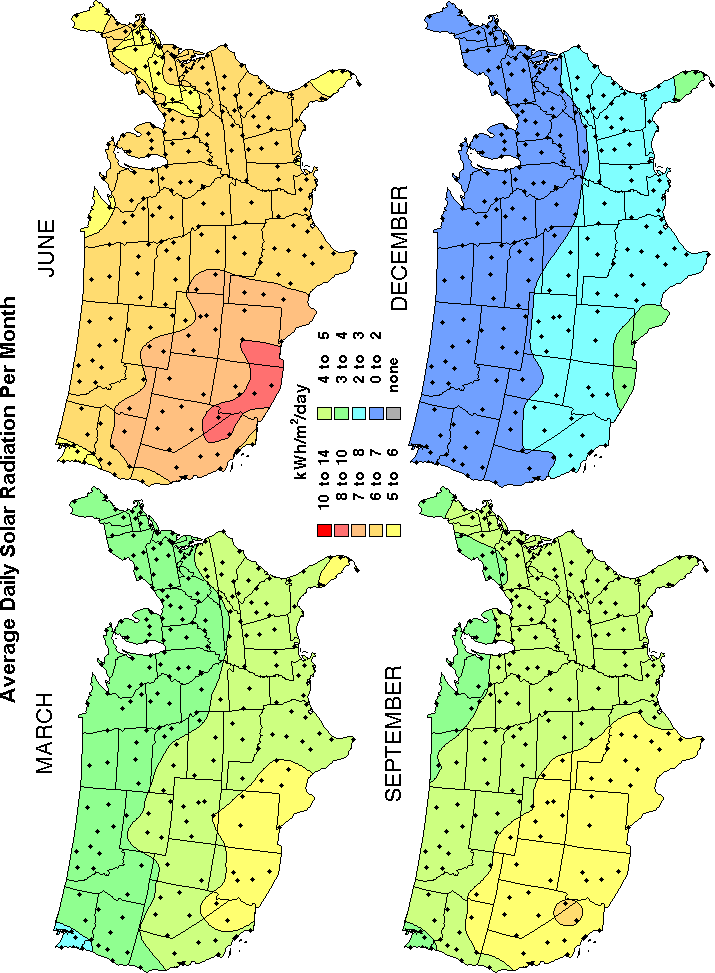 Average Daily Solar Radiation Per Month
MARCH
JUNE
kWh/m²/day
10 to 14
8 to 10
7 to 8
6 to 7
5 to 6
4 to 5
3 to 4
2 to 3
0 to 2
none
SEPTEMBER
DECEMBER